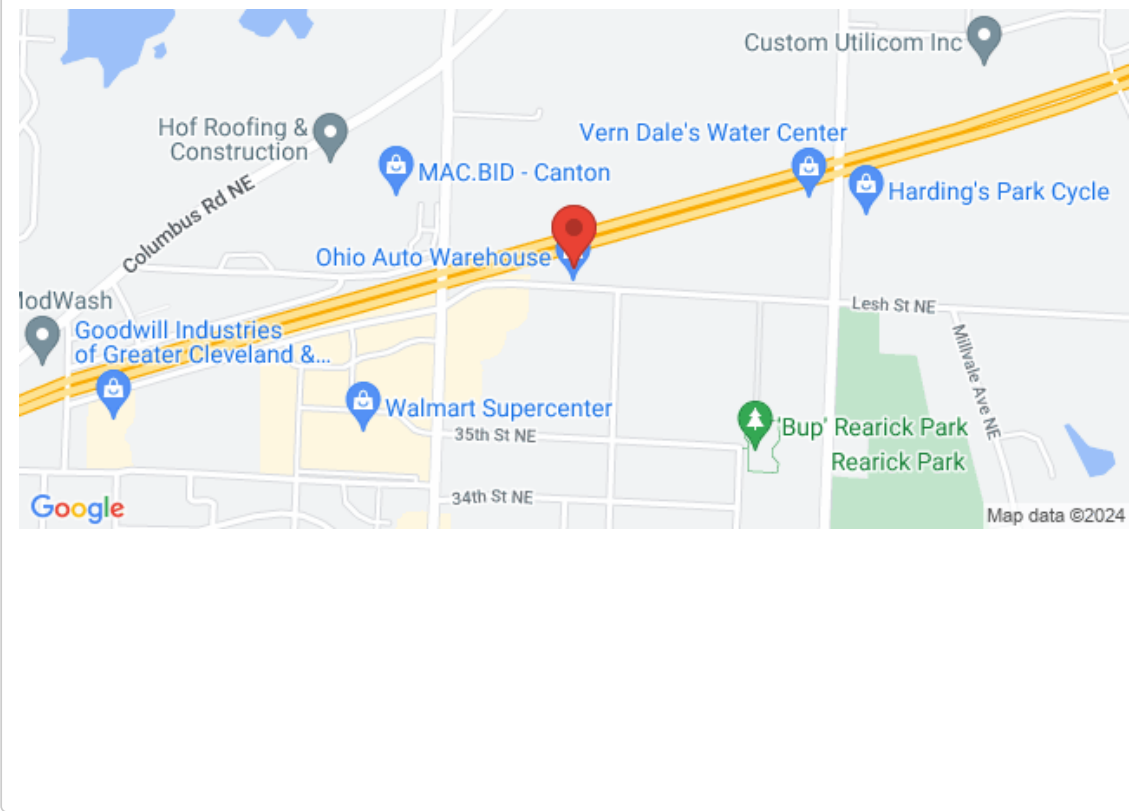 Custom Utilicom Inc
Hof Roofing &
Construction
Vern Dale's Water Center
MAC.BID - Canton
Harding's Park Cycle
Columbus Rd NE
Ohio Auto Warehouse
ModWash
Lesh St NE
Goodwill Industries
of Greater Cleveland &...
Millvale Ave NE
Walmart Supercenter
'Bup' Rearick Park
35th St NE
Rearick Park
34th St NE
Google
Map data ©2024